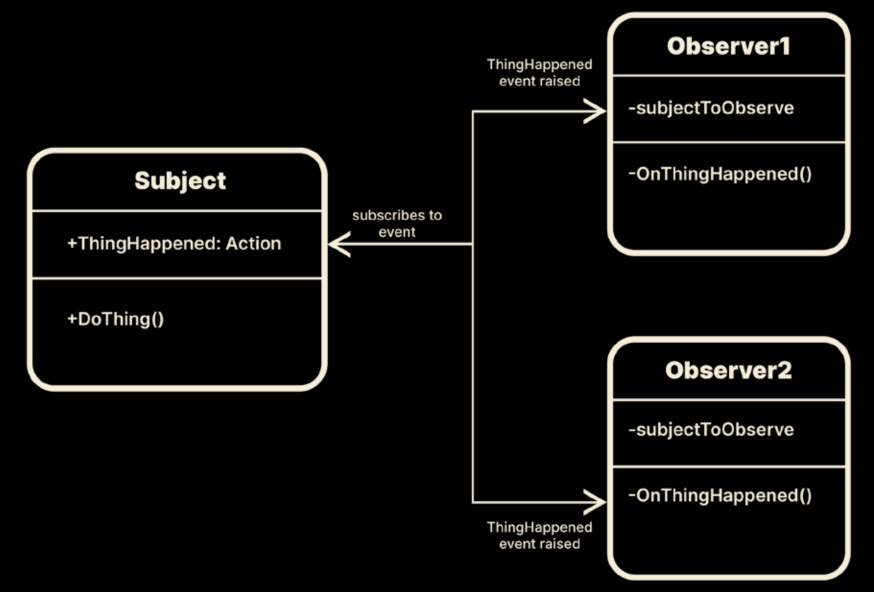 Subject
+ThingHappened: Action
+DoThing()
subscribes to
event
ThingHappened
event raised
Observer1
-subjectToObserve
-OnThingHappened()
Observer2
-subjectToObserve
-OnThingHappened()
ThingHappened
event raised